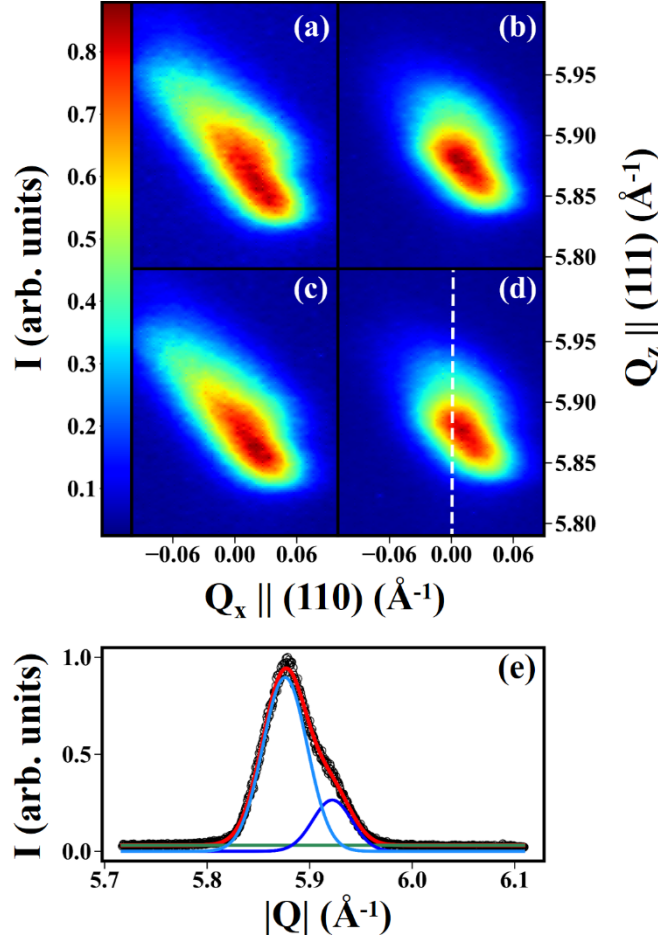 (a)
(b)
(c)
(d)
I (arb. units)
0.8
0.7
0.6
0.5
0.4
0.3
0.2
0.1
5.95
5.90
5.85
5.80
5.95
5.90
5.85
5.80
Q_z || (111) (Å⁻¹)
−0.06 0.00 0.06 −0.06 0.00 0.06
Q_x || (110) (Å⁻¹)
(e)
I (arb. units)
1.0
0.5
0.0
5.7 5.8 5.9 6.0 6.1
|Q| (Å⁻¹)